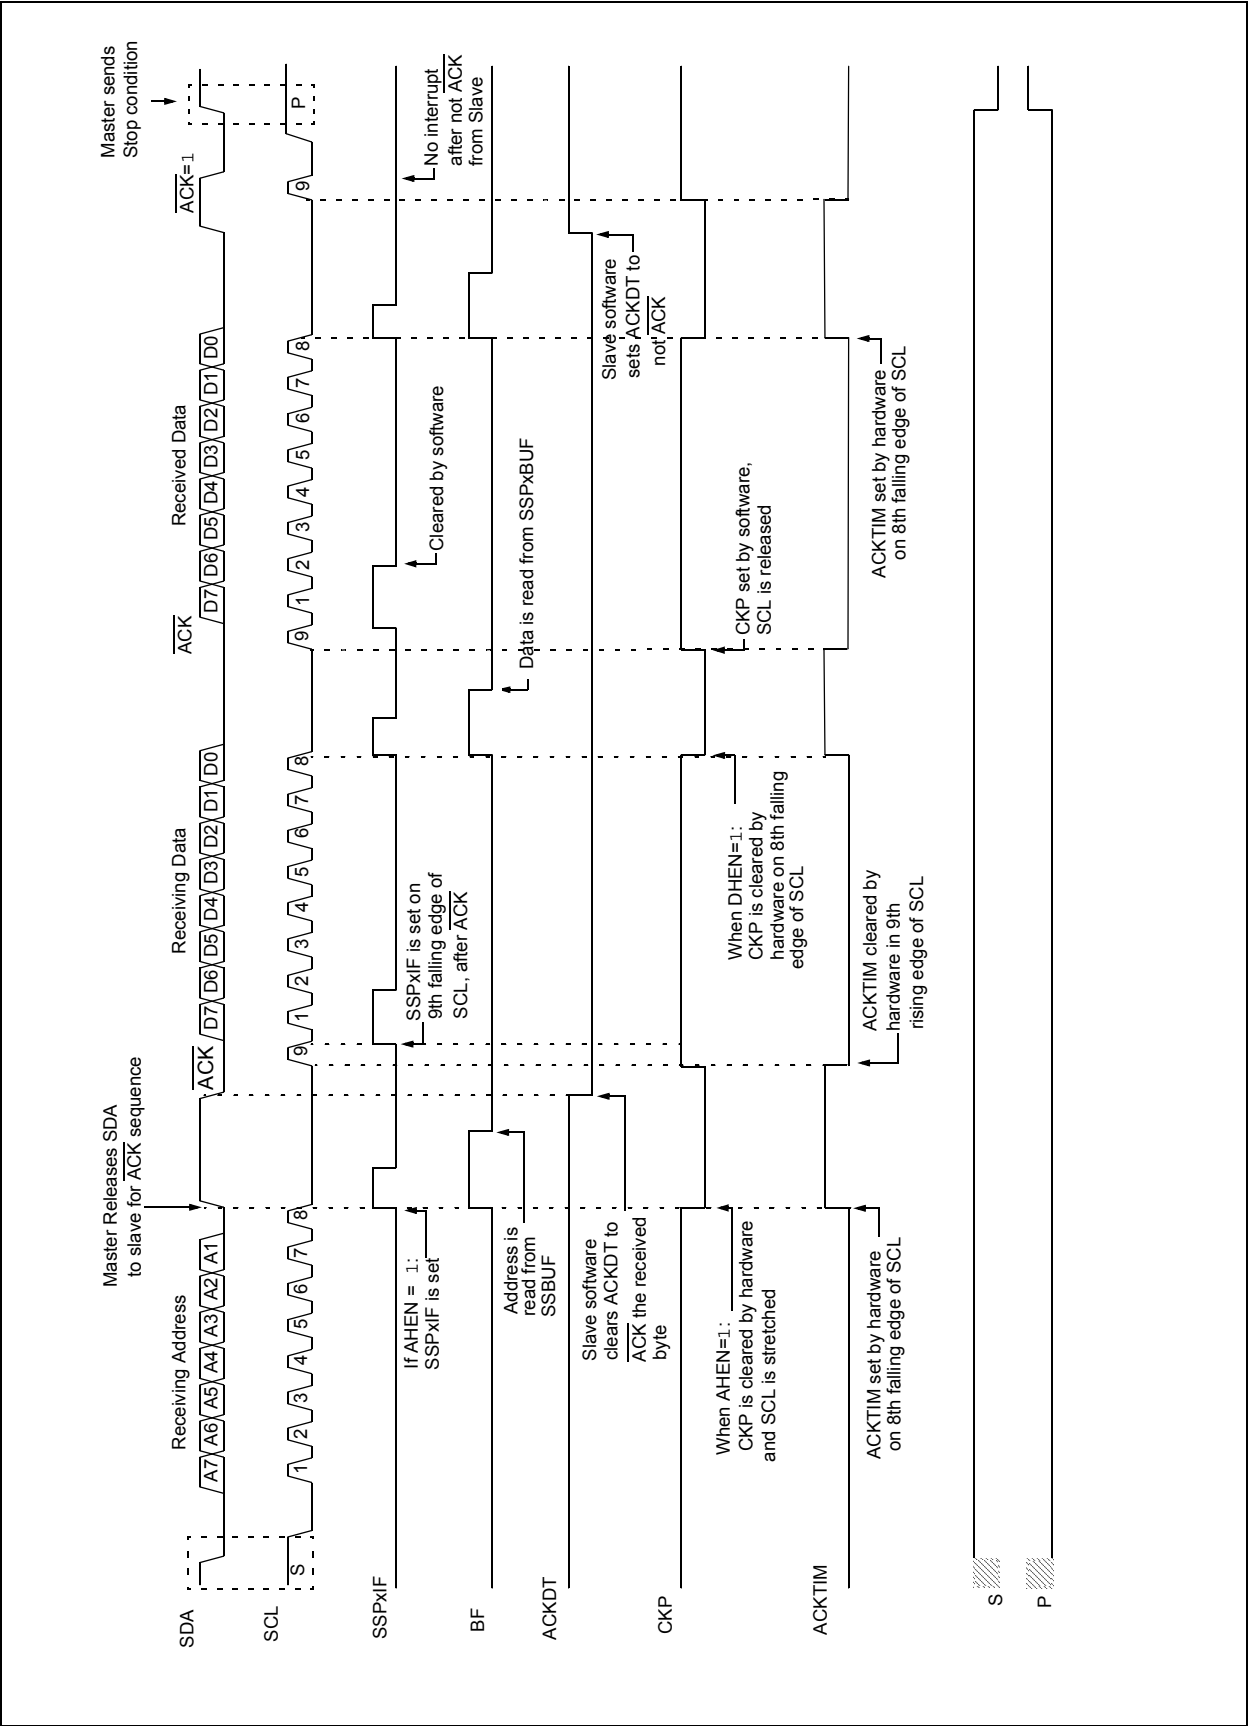 Master Releases SDA
to slave for ACK sequence
Master sends
Stop condition
Receiving Address
Receiving Data
ACK
Received Data
ACK=1
SDA
A7 A6 A5 A4 A3 A2 A1
ACK
D7 D6 D5 D4 D3 D2 D1 D0
D7 D6 D5 D4 D3 D2 D1 D0
SCL
S
1 2 3 4 5 6 7 8 9
1 2 3 4 5 6 7 8 9
1 2 3 4 5 6 7 8 9
P
SSPxIF
If AHEN = 1:
SSPxIF is set
SSPxIF is set on
9th falling edge of
SCL, after ACK
Cleared by software
No interrupt
after not ACK
from Slave
BF
Address is
read from
SSBUF
Data is read from SSPxBUF
ACKDT
Slave software
clears ACKDT to
ACK the received
byte
Slave software
sets ACKDT to
not ACK
CKP
When AHEN=1:
CKP is cleared by hardware
and SCL is stretched
When DHEN=1:
CKP is cleared by
hardware on 8th falling
edge of SCL
CKP set by software,
SCL is released
ACKTIM
ACKTIM set by hardware
on 8th falling edge of SCL
ACKTIM cleared by
hardware in 9th
rising edge of SCL
ACKTIM set by hardware
on 8th falling edge of SCL
S
P